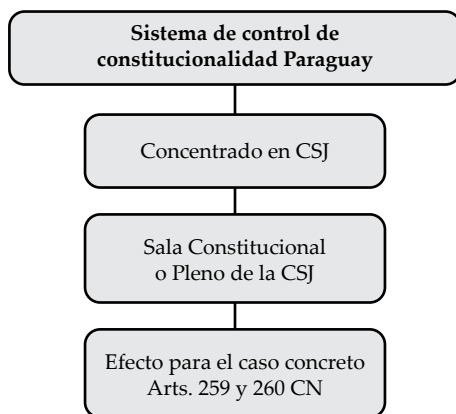 Sistema de control de
constitucionalidad Paraguay
Concentrado en CSJ
Sala Constitucional
o Pleno de la CSJ
Efecto para el caso concreto
Arts. 259 y 260 CN